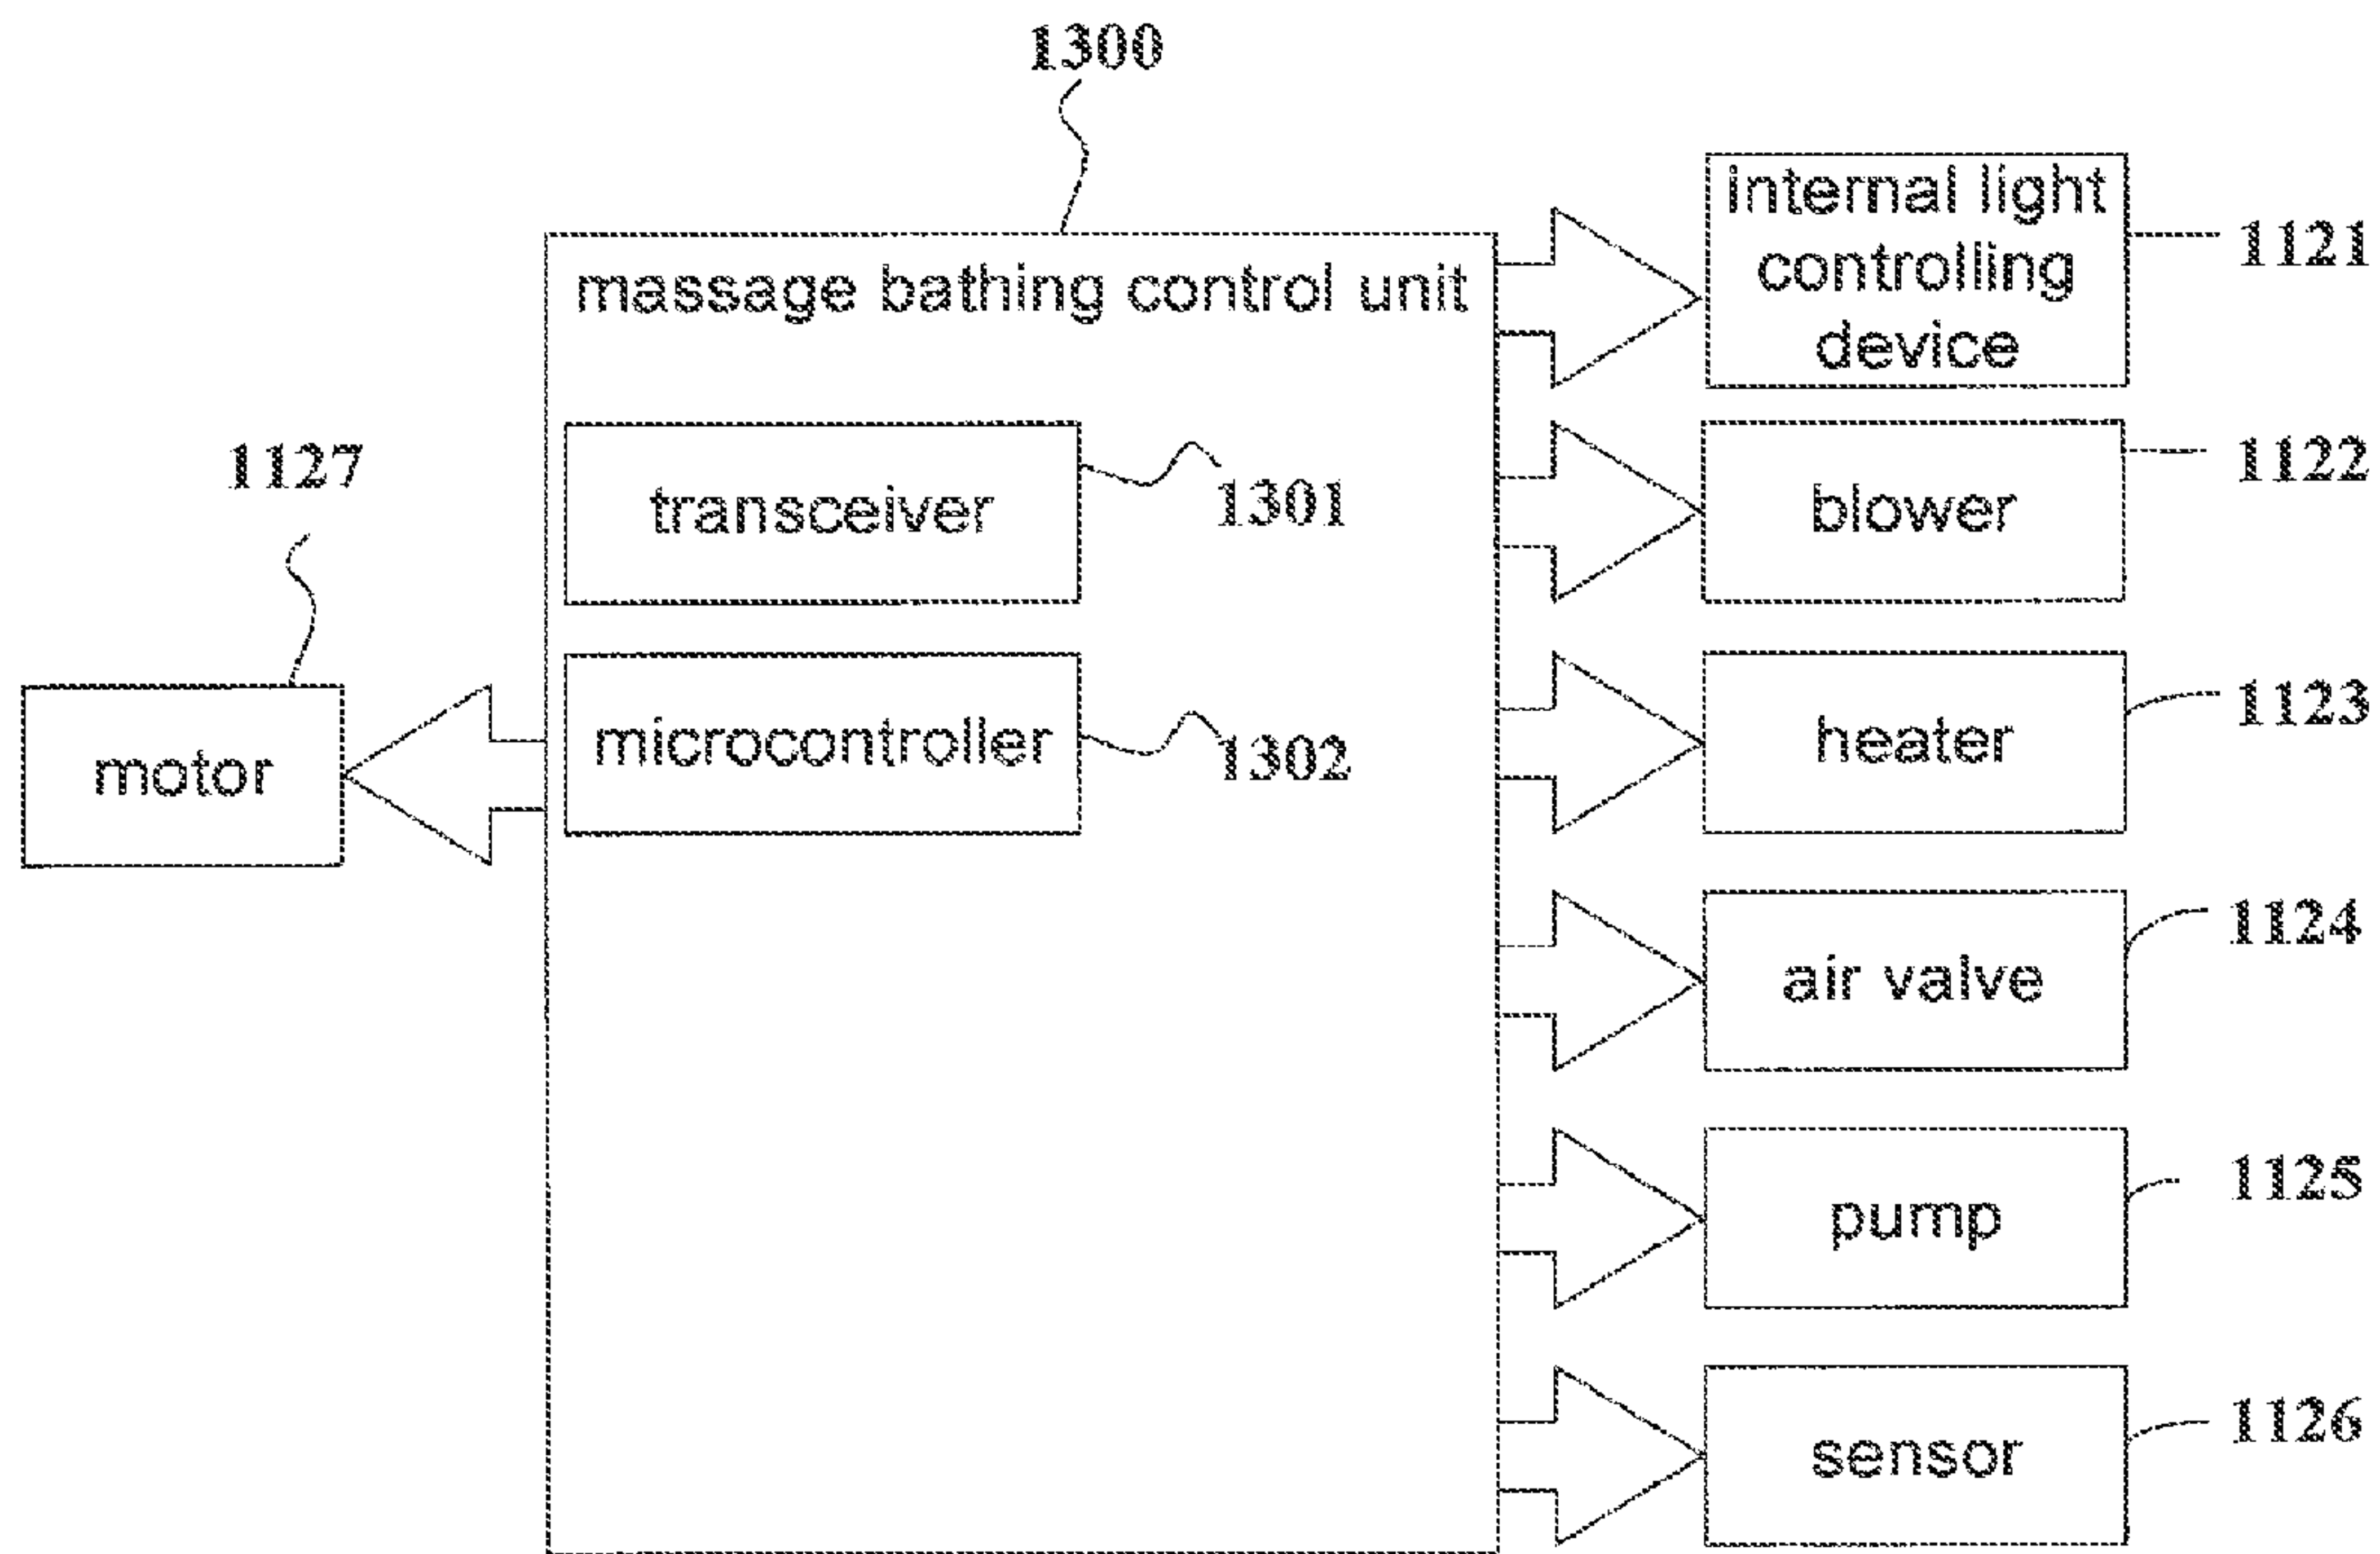 1300
internal light
controlling
device
1121
massage bathing control unit
1127
transceiver
1301
blower
1122
motor
microcontroller
1302
heater
1123
air valve
1124
pump
1125
sensor
1126